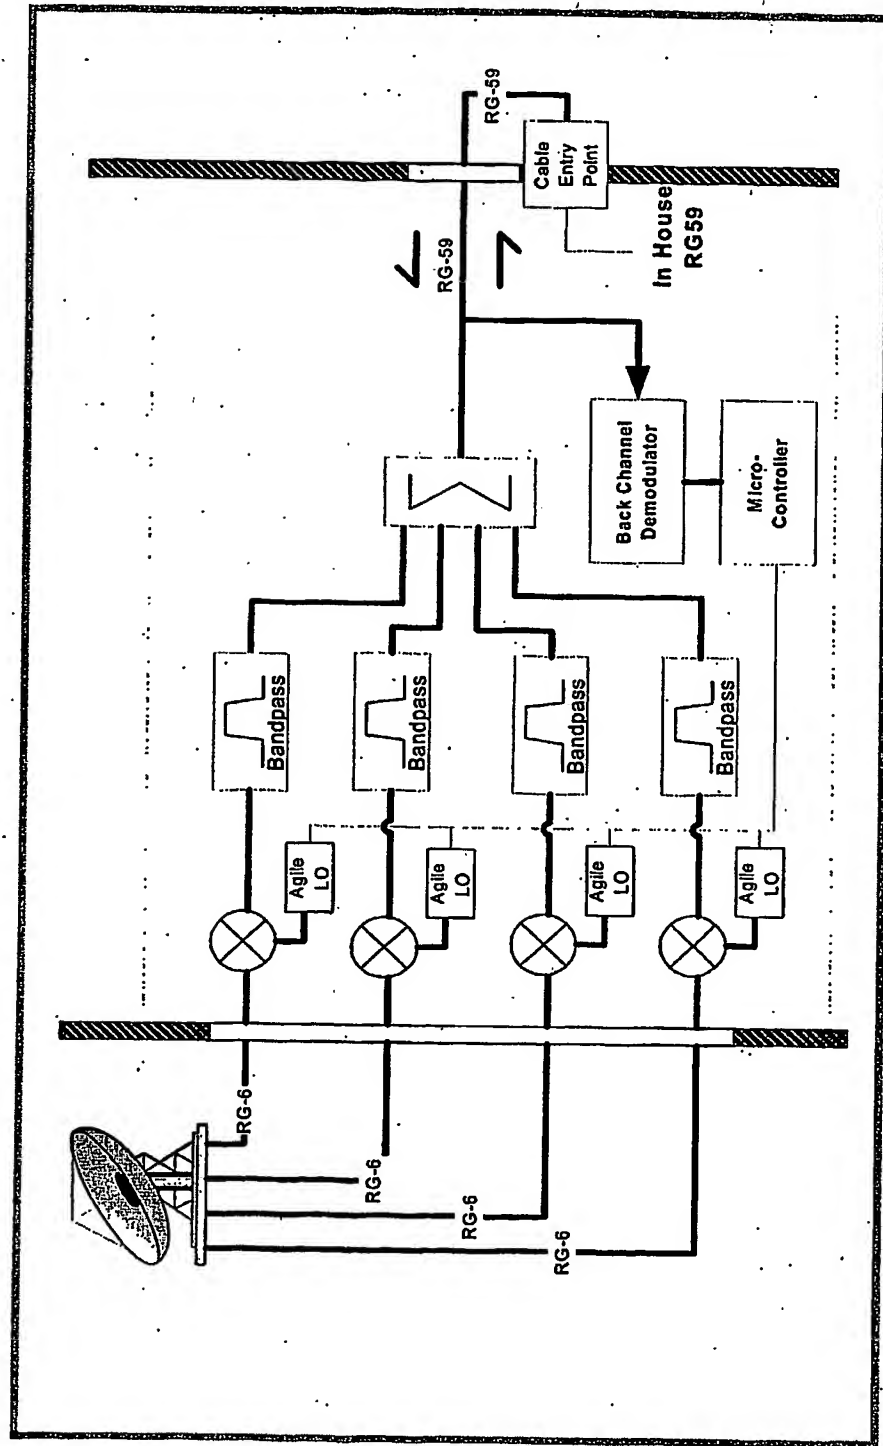 RG-6
RG-6
RG-6
RG-6
Agile
LO
Agile
LO
Agile
LO
Agile
LO
Bandpass
Bandpass
Bandpass
Bandpass
Σ
Back Channel
Demodulator
Micro-
Controller
RG-59
RG-59
Cable
Entry
Point
In House
RG59